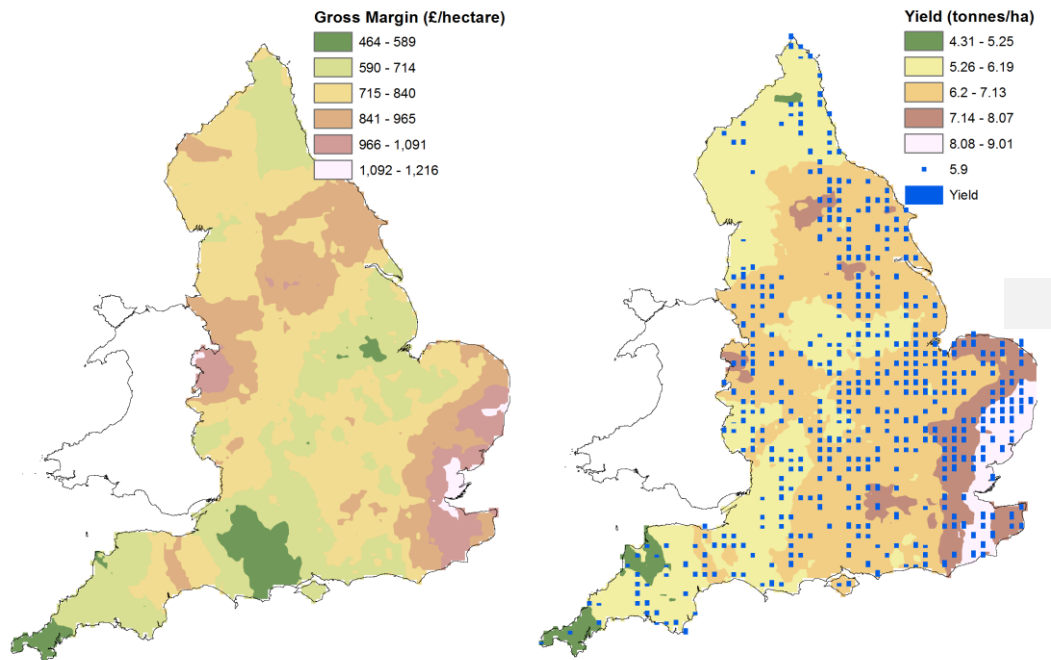 Gross Margin (£/hectare)
464 - 589
590 - 714
715 - 840
841 - 965
966 - 1,091
1,092 - 1,216
Yield (tonnes/ha)
4.31 - 5.25
5.26 - 6.19
6.2 - 7.13
7.14 - 8.07
8.08 - 9.01
5.9
Yield